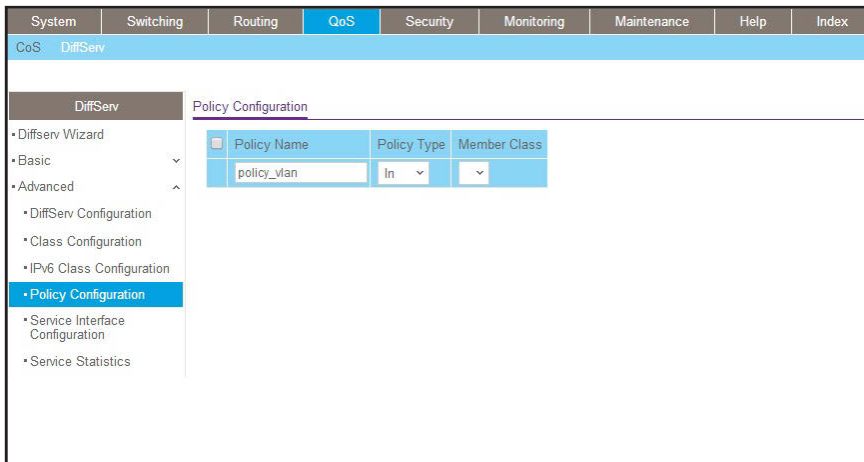 System Switching Routing QoS Security Monitoring Maintenance Help Index
CoS DiffServ
DiffServ
Diffserv Wizard
Basic
Advanced
DiffServ Configuration
Class Configuration
IPv6 Class Configuration
Policy Configuration
Service Interface
Configuration
Service Statistics
Policy Configuration
Policy Name Policy Type Member Class
policy_vlan In